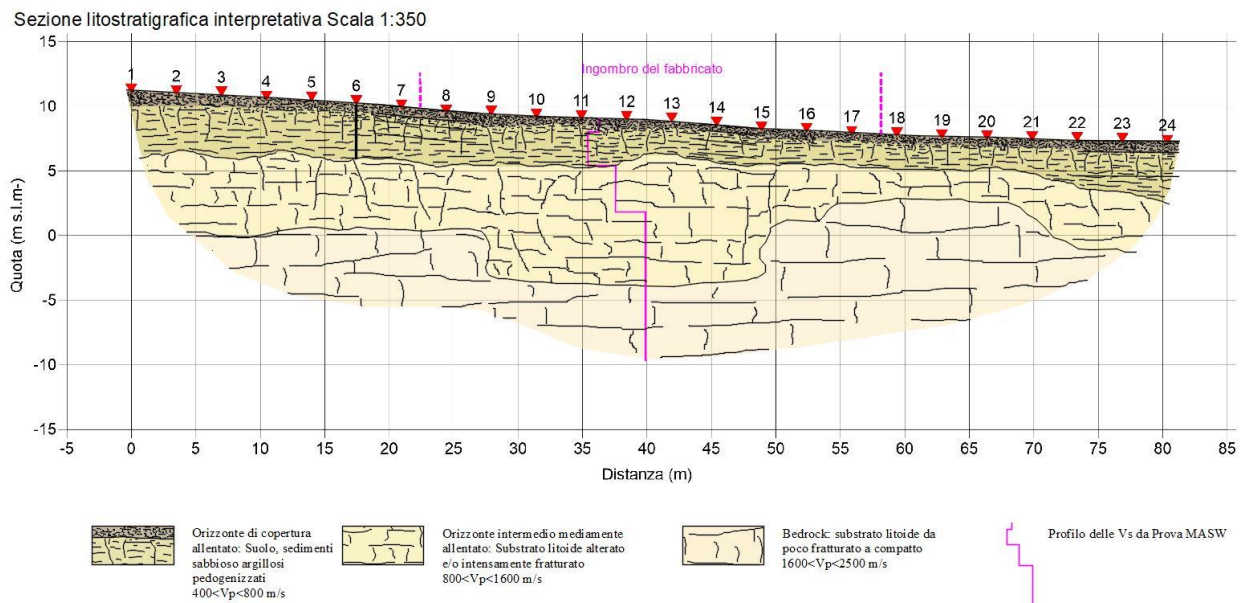 Sezione litostratigrafica interpretativa Scala 1:350
15
10
5
0
-5
-10
-15
Quota (m s.l.m-)
Ingombro del fabbricato
1 2 3 4 5 6 7 8 9 10 11 12 13 14 15 16 17 18 19 20 21 22 23 24
-5 0 5 10 15 20 25 30 35 40 45 50 55 60 65 70 75 80 85
Distanza (m)
Orizzonte di copertura
allentato: Suolo, sedimenti
sabbioso argillosi
pedogenizzati
400<Vp<800 m/s
Orizzonte intermedio mediamente
allentato: Substrato litoide alterato
e/o intensamente fratturato
800<Vp<1600 m/s
Bedrock: substrato litoide da
poco fratturato a compatto
1600<Vp<2500 m/s
Profilo delle Vs da Prova MASW